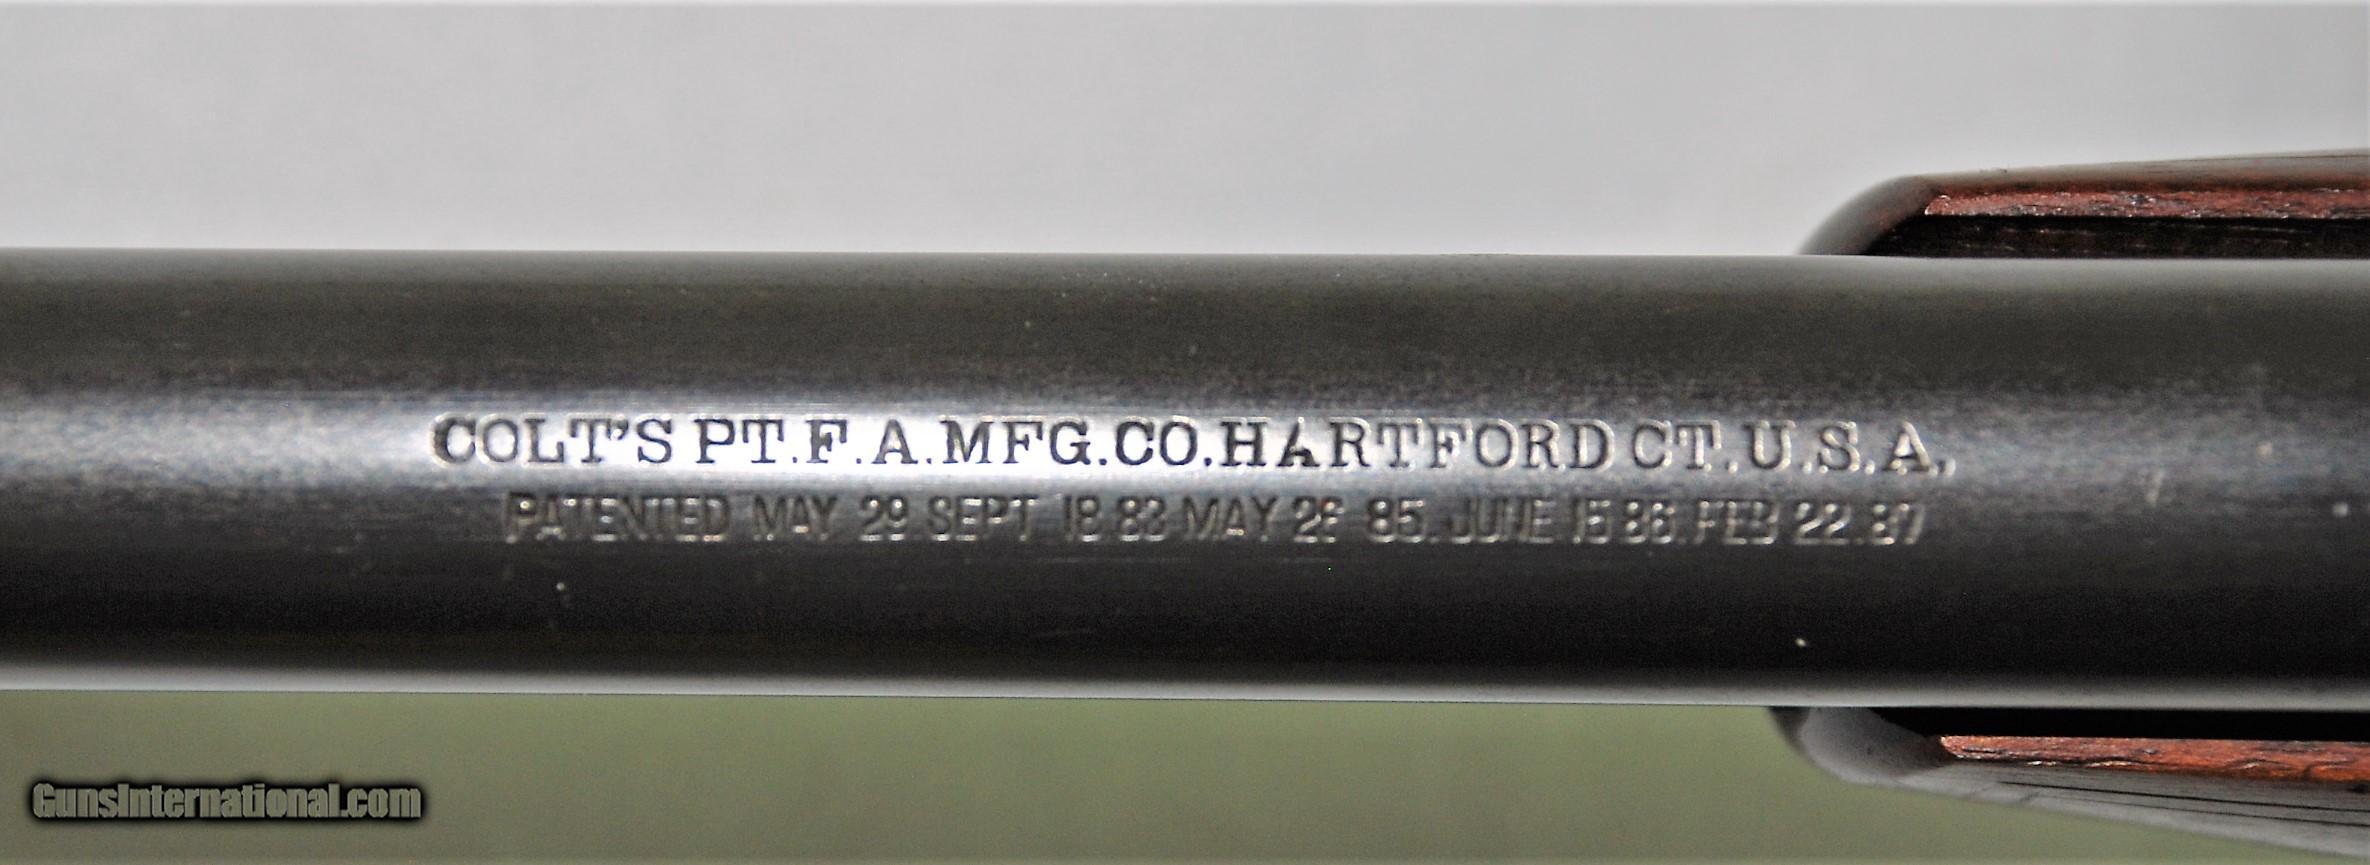 COLT'S PT.F.A.MFG.CO.HARTFORD CT.U.S.A.
PATENTED MAY 29 SEPT 18 83 MAY 26 85. JUNE 15 86. FEB 22.87
GunsInternational.com